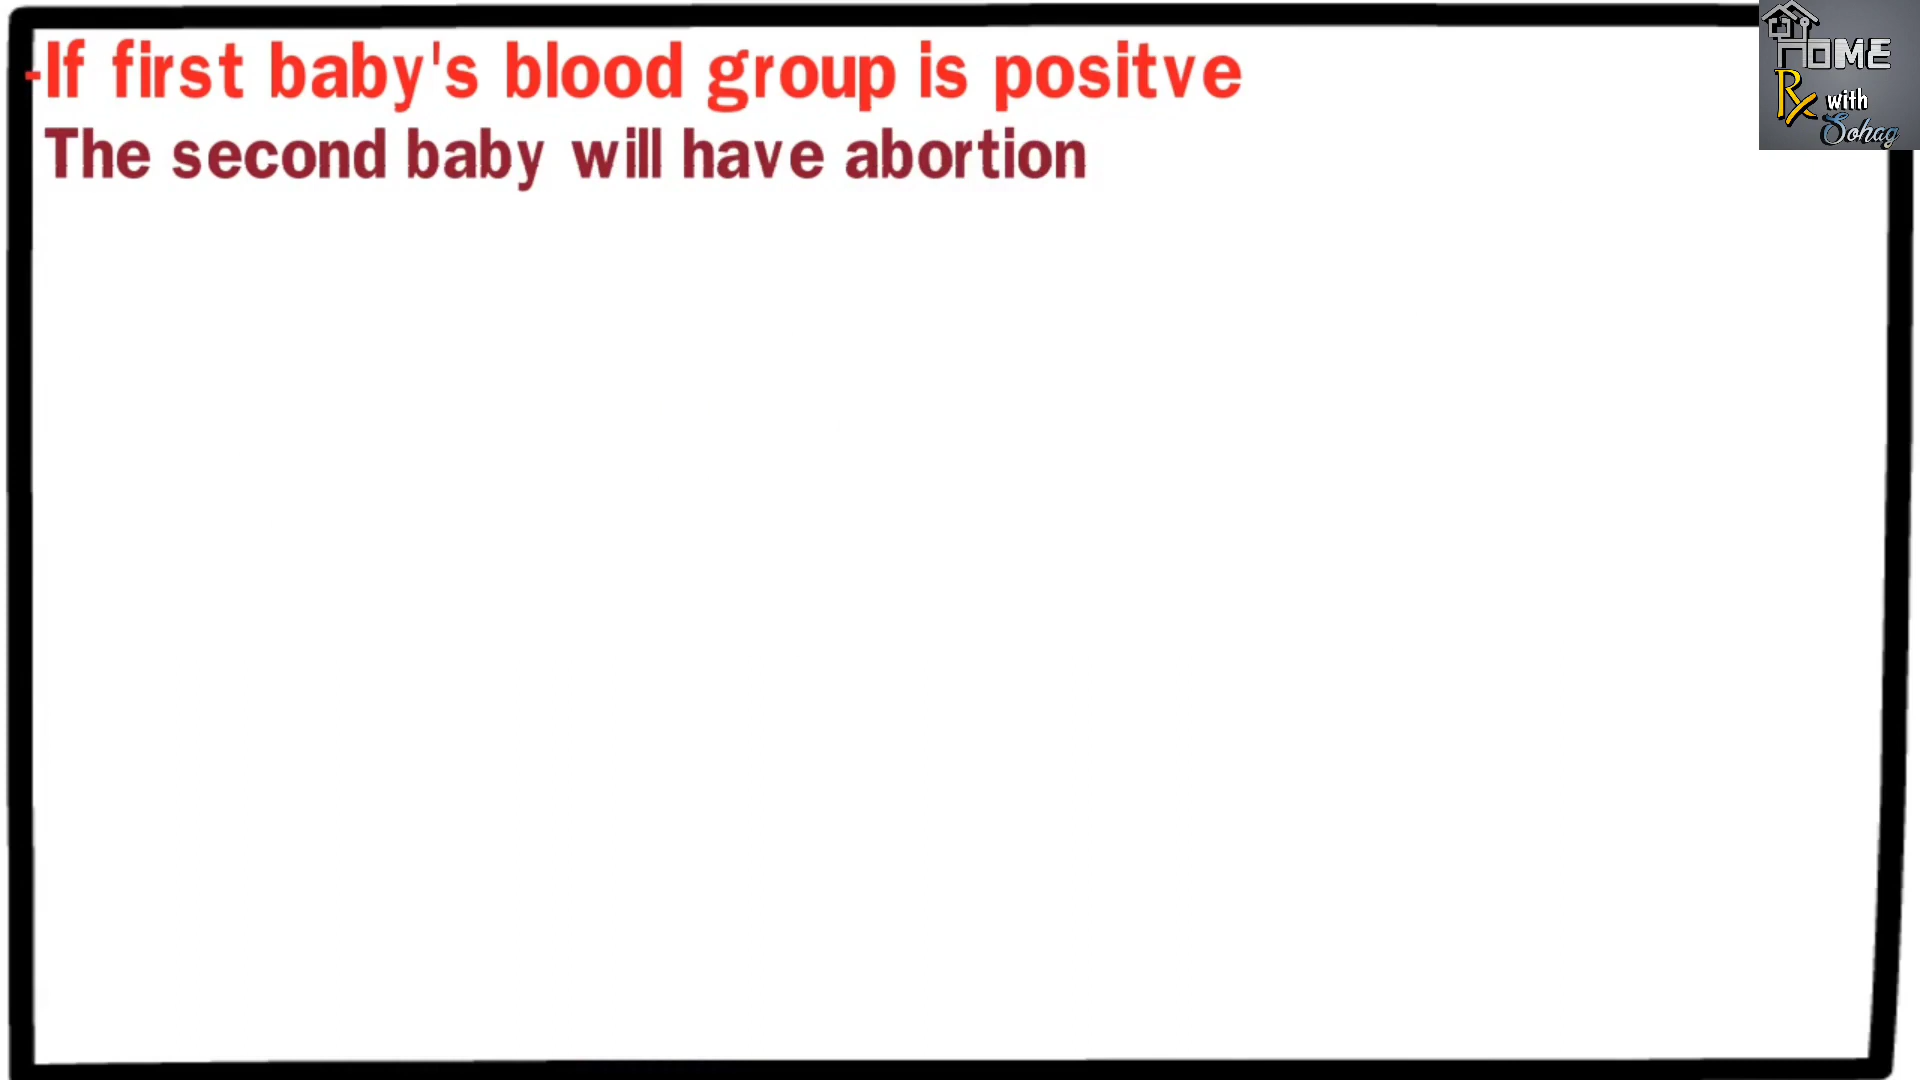 -If first baby's blood group is positve
The second baby will have abortion
HOME
Rx with
Sohag